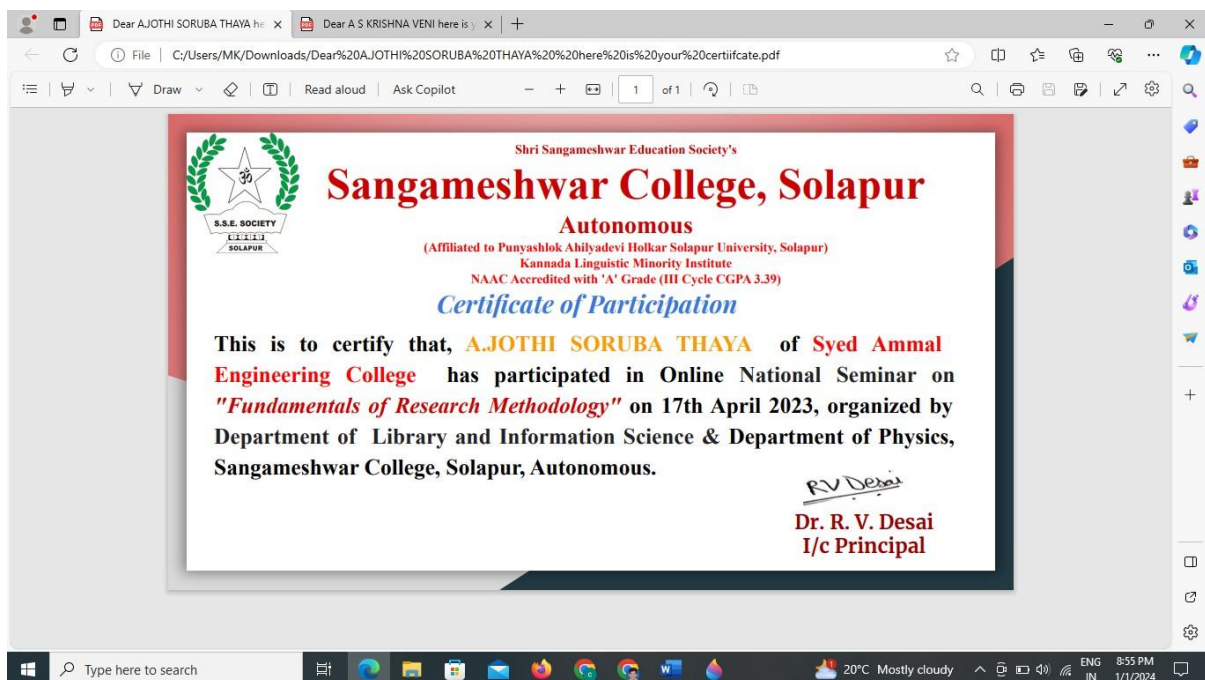 Dear A.JOTHI SORUBA THAYA he
Dear A S KRISHNA VENI here is y
File
C:/Users/MK/Downloads/Dear%20A.JOTHI%20SORUBA%20THAYA%20%20here%20is%20your%20certiifcate.pdf
Draw
Read aloud
Ask Copilot
1 of 1
Shri Sangameshwar Education Society's
Sangameshwar College, Solapur
Autonomous
(Affiliated to Punyashlok Ahilyadevi Holkar Solapur University, Solapur)
Kannada Linguistic Minority Institute
NAAC Accredited with 'A' Grade (III Cycle CGPA 3.39)
ॐ
S.S.E. SOCIETY
SOLAPUR
Certificate of Participation
This is to certify that, A.JOTHI SORUBA THAYA of Syed Ammal
Engineering College has participated in Online National Seminar on
"Fundamentals of Research Methodology" on 17th April 2023, organized by
Department of Library and Information Science & Department of Physics,
Sangameshwar College, Solapur, Autonomous.
RV Desai
Dr. R. V. Desai
I/c Principal
Type here to search
20°C Mostly cloudy
ENG
IN
8:55 PM
1/1/2024